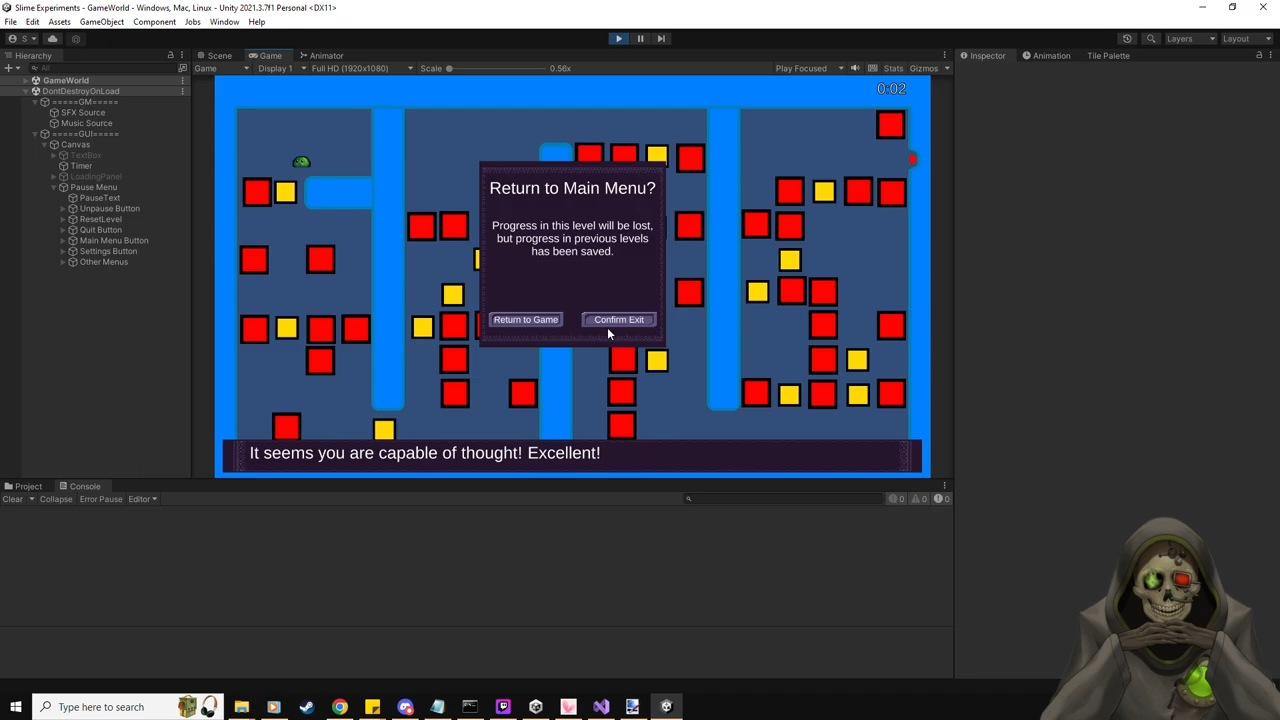 Slime Experiments - GameWorld - Windows, Mac, Linux - Unity 2021.3.7f1 Personal <DX11>
File Edit Assets GameObject Component Jobs Window Help
S
Layers Layout
Hierarchy
Scene Game Animator
Inspector Animation Tile Palette
All
Game Display 1 Full HD (1920x1080) Scale 0.56x Play Focused Stats Gizmos
GameWorld
DontDestroyOnLoad
=====GM=====
SFX Source
Music Source
=====GUI=====
Canvas
TextBox
Timer
LoadingPanel
Pause Menu
PauseText
Unpause Button
ResetLevel
Quit Button
Main Menu Button
Settings Button
Other Menus
0:02
Return to Main Menu?
Progress in this level will be lost,
but progress in previous levels
has been saved.
Return to Game Confirm Exit
It seems you are capable of thought! Excellent!
Project Console
Clear Collapse Error Pause Editor
0 0 0
Type here to search